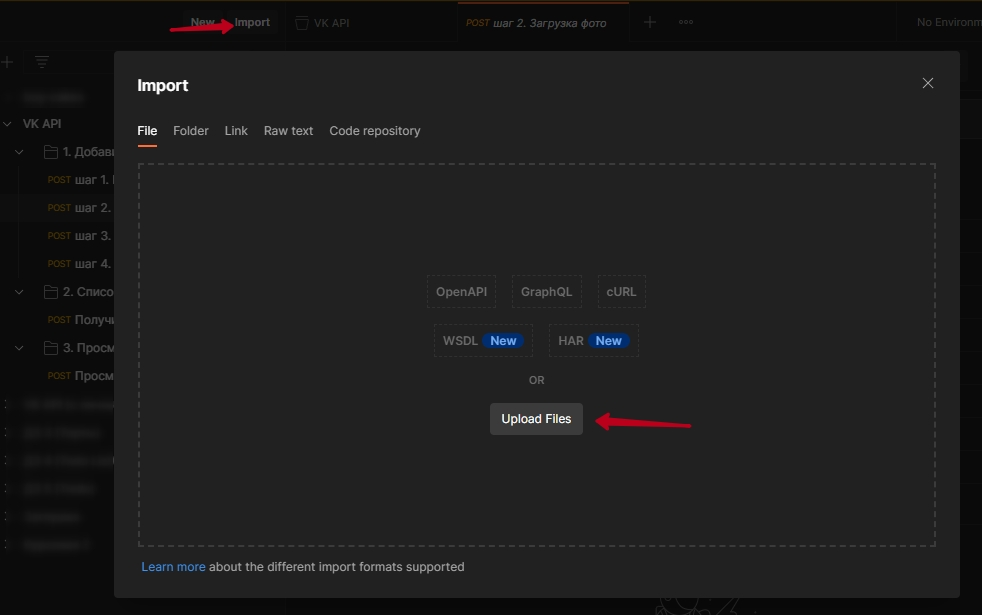 New Import VK API POST шаг 2. Загрузка фото No Environm
Import
File Folder Link Raw text Code repository
VK API
1. Добави
POST шаг 1.
POST шаг 2.
POST шаг 3.
POST шаг 4.
2. Списо
POST Получи
3. Просм
POST Просм
OpenAPI GraphQL cURL
WSDL New HAR New
OR
Upload Files
Learn more about the different import formats supported